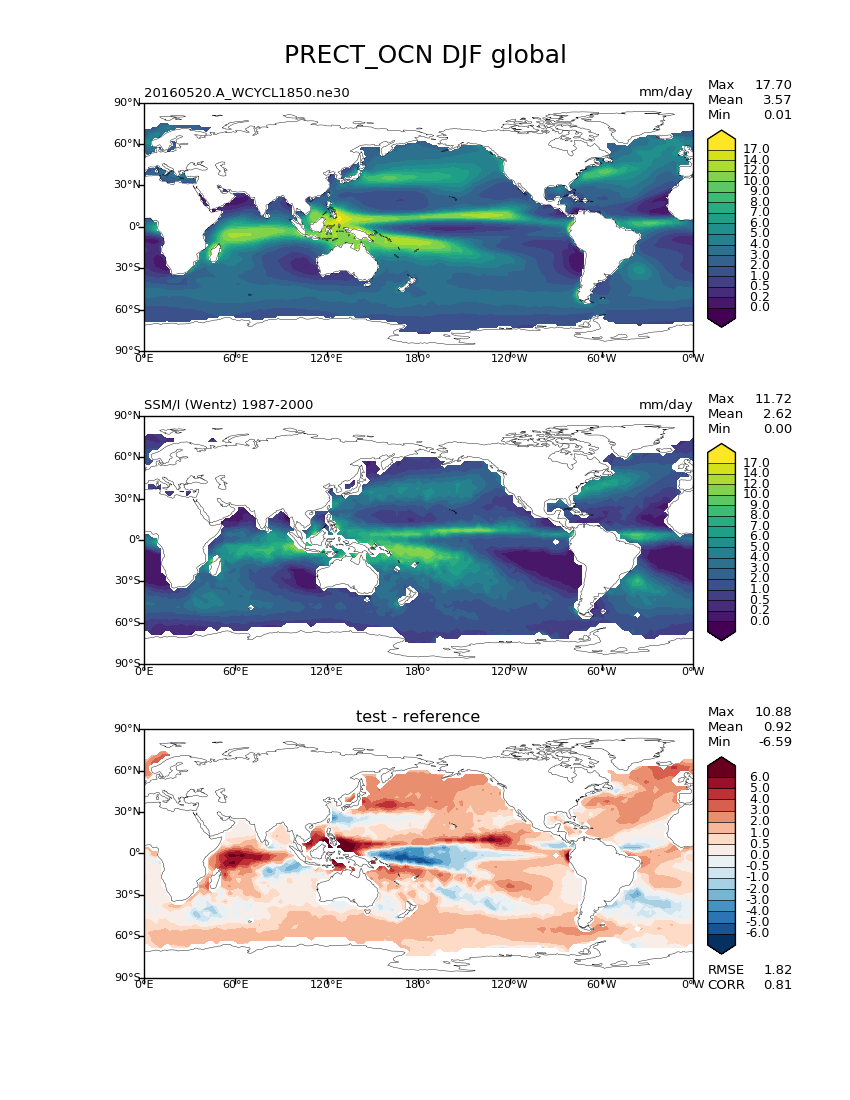 PRECT_OCN DJF global
20160520.A_WCYCL1850.ne30 mm/day
Max 17.70
Mean 3.57
Min 0.01
90°N
60°N
30°N
0°
30°S
60°S
90°S
0°E 60°E 120°E 180° 120°W 60°W 0°W
17.0
14.0
12.0
10.0
9.0
8.0
7.0
6.0
5.0
4.0
3.0
2.0
1.0
0.5
0.2
0.0
SSM/I (Wentz) 1987-2000 mm/day
Max 11.72
Mean 2.62
Min 0.00
90°N
60°N
30°N
0°
30°S
60°S
90°S
0°E 60°E 120°E 180° 120°W 60°W 0°W
17.0
14.0
12.0
10.0
9.0
8.0
7.0
6.0
5.0
4.0
3.0
2.0
1.0
0.5
0.2
0.0
test - reference
Max 10.88
Mean 0.92
Min -6.59
90°N
60°N
30°N
0°
30°S
60°S
90°S
0°E 60°E 120°E 180° 120°W 60°W 0°W
6.0
5.0
4.0
3.0
2.0
1.0
0.5
0.0
-0.5
-1.0
-2.0
-3.0
-4.0
-5.0
-6.0
RMSE 1.82
CORR 0.81